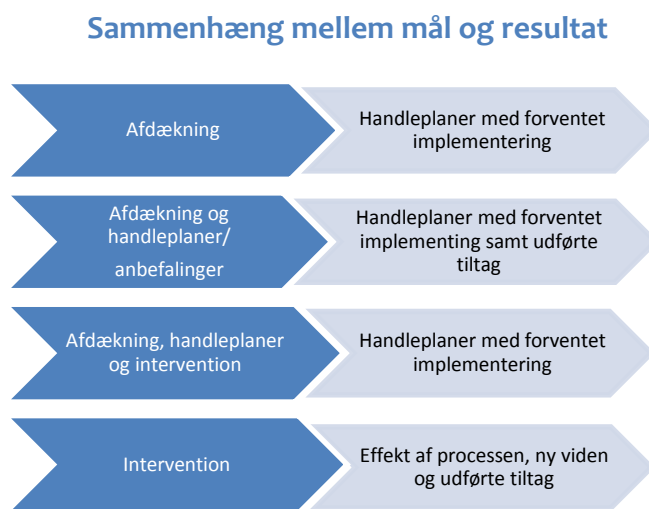 Sammenhæng mellem mål og resultat
Afdækning
Handleplaner med forventet
implementering
Afdækning og
handleplaner/
anbefalinger
Handleplaner med forventet
implementing samt udførte
tiltag
Afdækning, handleplaner
og intervention
Handleplaner med forventet
implementering
Intervention
Effekt af processen, ny viden
og udførte tiltag